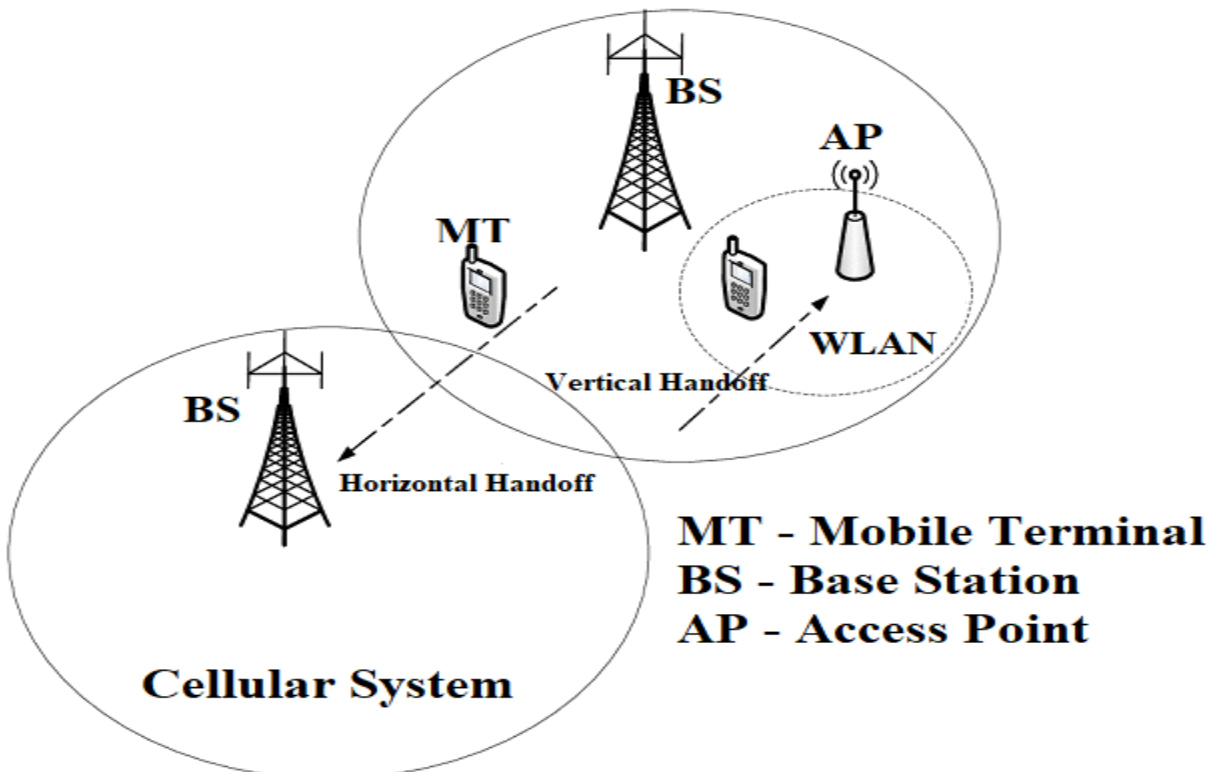 BS
AP
MT
WLAN
Vertical Handoff
BS
Horizontal Handoff
MT - Mobile Terminal
BS - Base Station
AP - Access Point
Cellular System